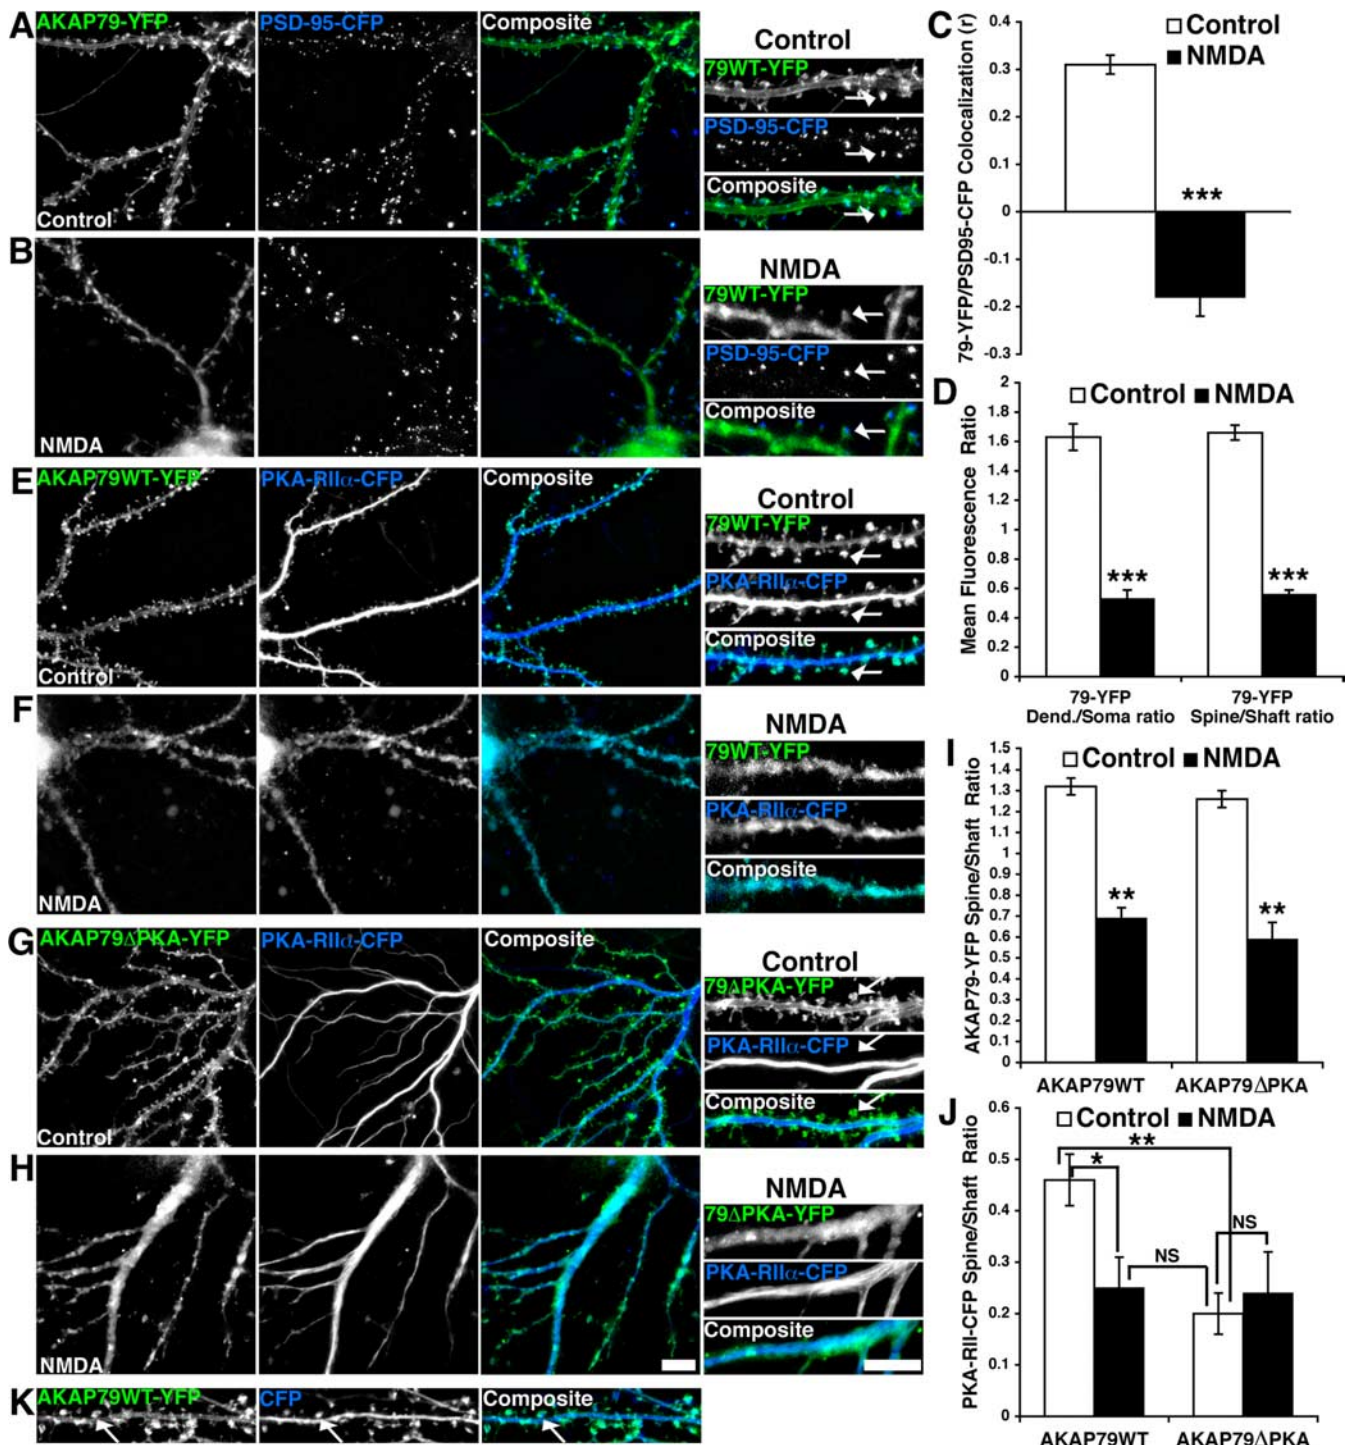 A
AKAP79-YFP
PSD-95-CFP
Composite
Control
Control
79WT-YFP
PSD-95-CFP
Composite
B
NMDA
NMDA
79WT-YFP
PSD-95-CFP
Composite
C
79-YFP/PSD95-CFP Colocalization (r)
0.4
0.3
0.2
0.1
0
-0.1
-0.2
-0.3
Control
NMDA
***
D
Mean Fluorescence Ratio
2
1.8
1.6
1.4
1.2
1
0.8
0.6
0.4
0.2
0
Control NMDA
***
***
79-YFP
Dend./Soma ratio
79-YFP
Spine/Shaft ratio
E
AKAP79WT-YFP
PKA-RIIα-CFP
Composite
Control
Control
79WT-YFP
PKA-RIIα-CFP
Composite
F
NMDA
NMDA
79WT-YFP
PKA-RIIα-CFP
Composite
G
AKAP79ΔPKA-YFP
PKA-RIIα-CFP
Composite
Control
Control
79ΔPKA-YFP
PKA-RIIα-CFP
Composite
H
NMDA
NMDA
79ΔPKA-YFP
PKA-RIIα-CFP
Composite
I
AKAP79-YFP Spine/Shaft Ratio
1.5
1.4
1.3
1.2
1.1
1
0.9
0.8
0.7
0.6
0.5
0.4
0.3
0.2
0.1
0
Control NMDA
**
**
AKAP79WT
AKAP79ΔPKA
J
PKA-RII-CFP Spine/Shaft Ratio
0.6
0.5
0.4
0.3
0.2
0.1
0
Control NMDA
**
*
NS
NS
AKAP79WT
AKAP79ΔPKA
K
AKAP79WT-YFP
CFP
Composite